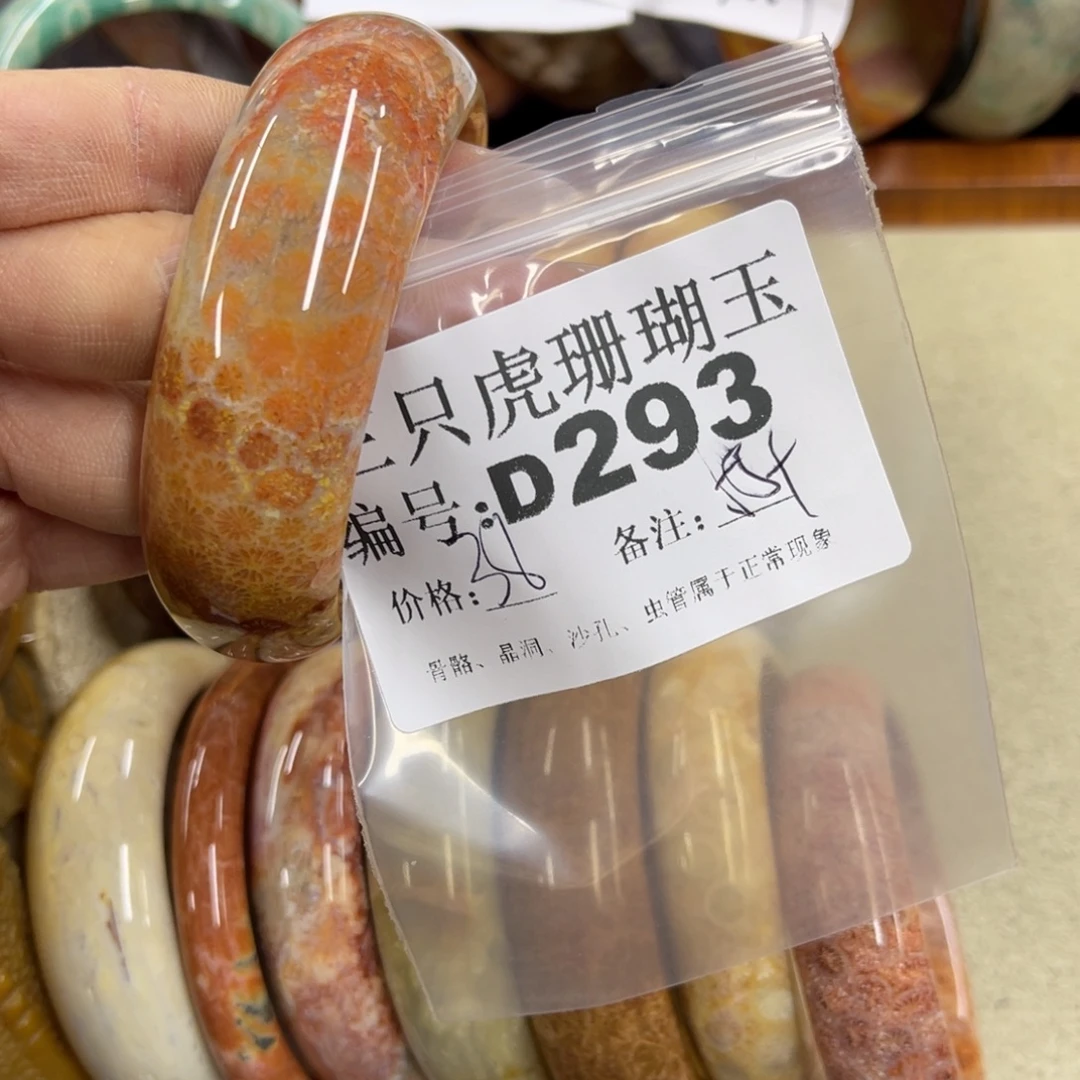 只虎珊瑚玉
编号:D293
价格: 备注:
骨骼、晶洞、沙孔、虫管属于正常现象